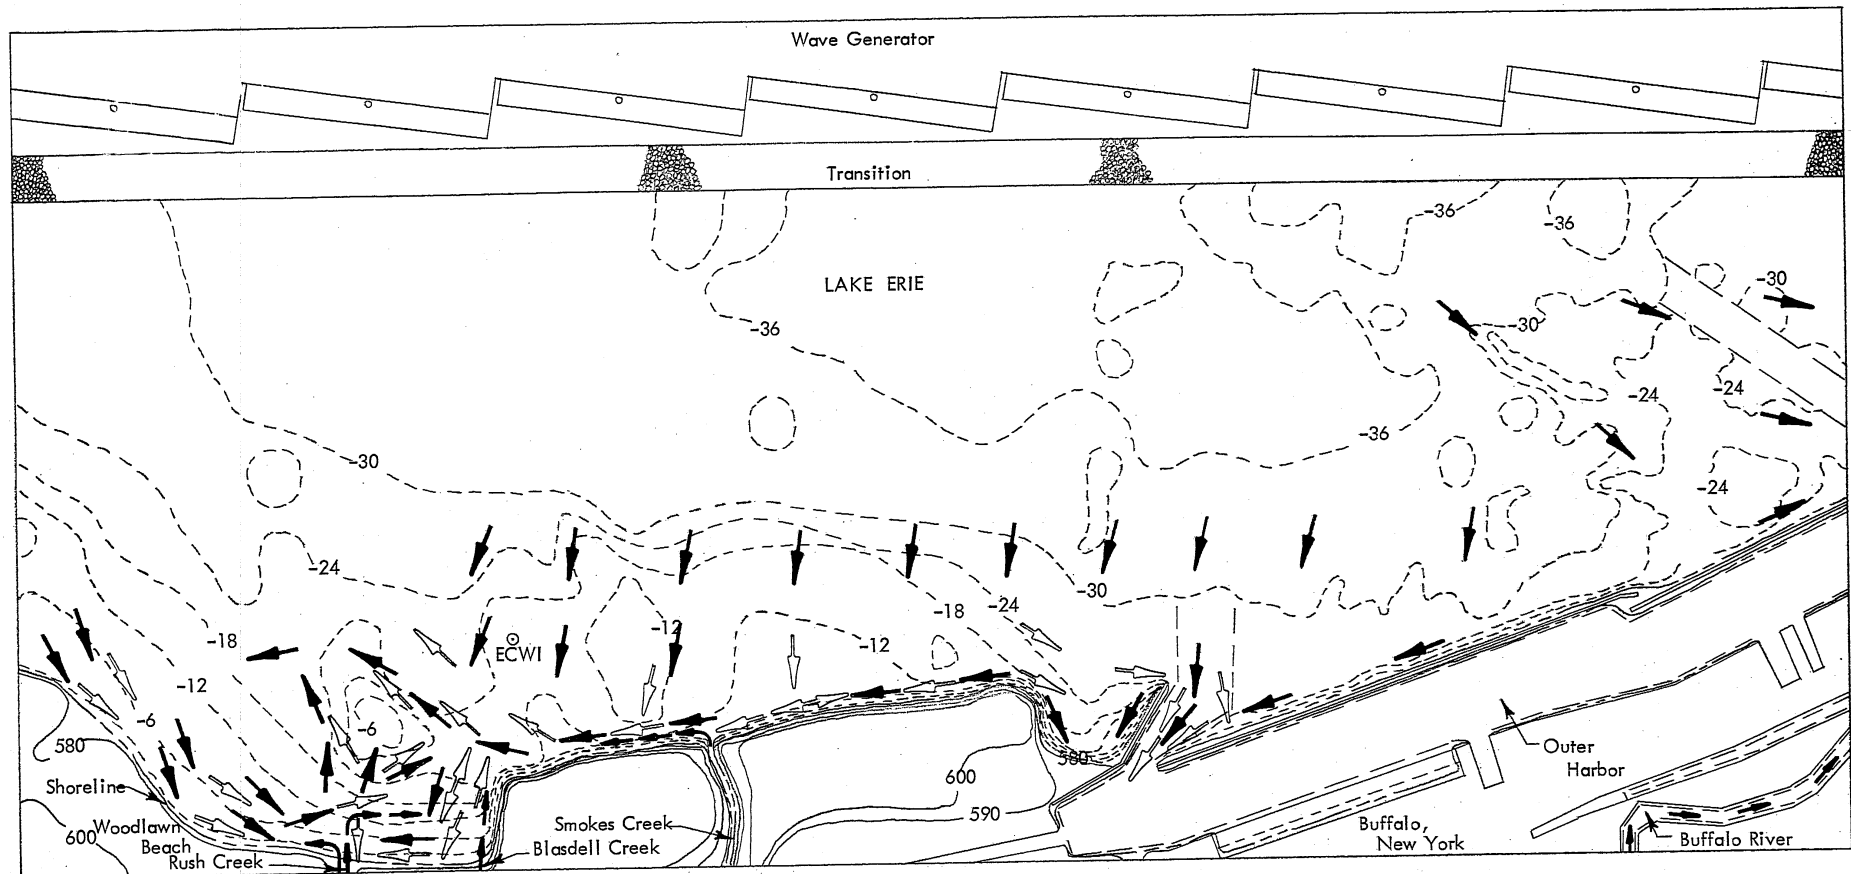 Wave Generator
Transition
LAKE ERIE
-36
-36
-30
-36
-30
-24
-24
-36
-30
-24
-24
-30
-18
-24
-12
-12
ECWI
-18
-12
-6
-6
580
Shoreline
600
Woodlawn
Beach
Rush Creek
Smokes Creek
Blasdell Creek
600
590
580
Outer
Harbor
Buffalo,
New York
Buffalo River